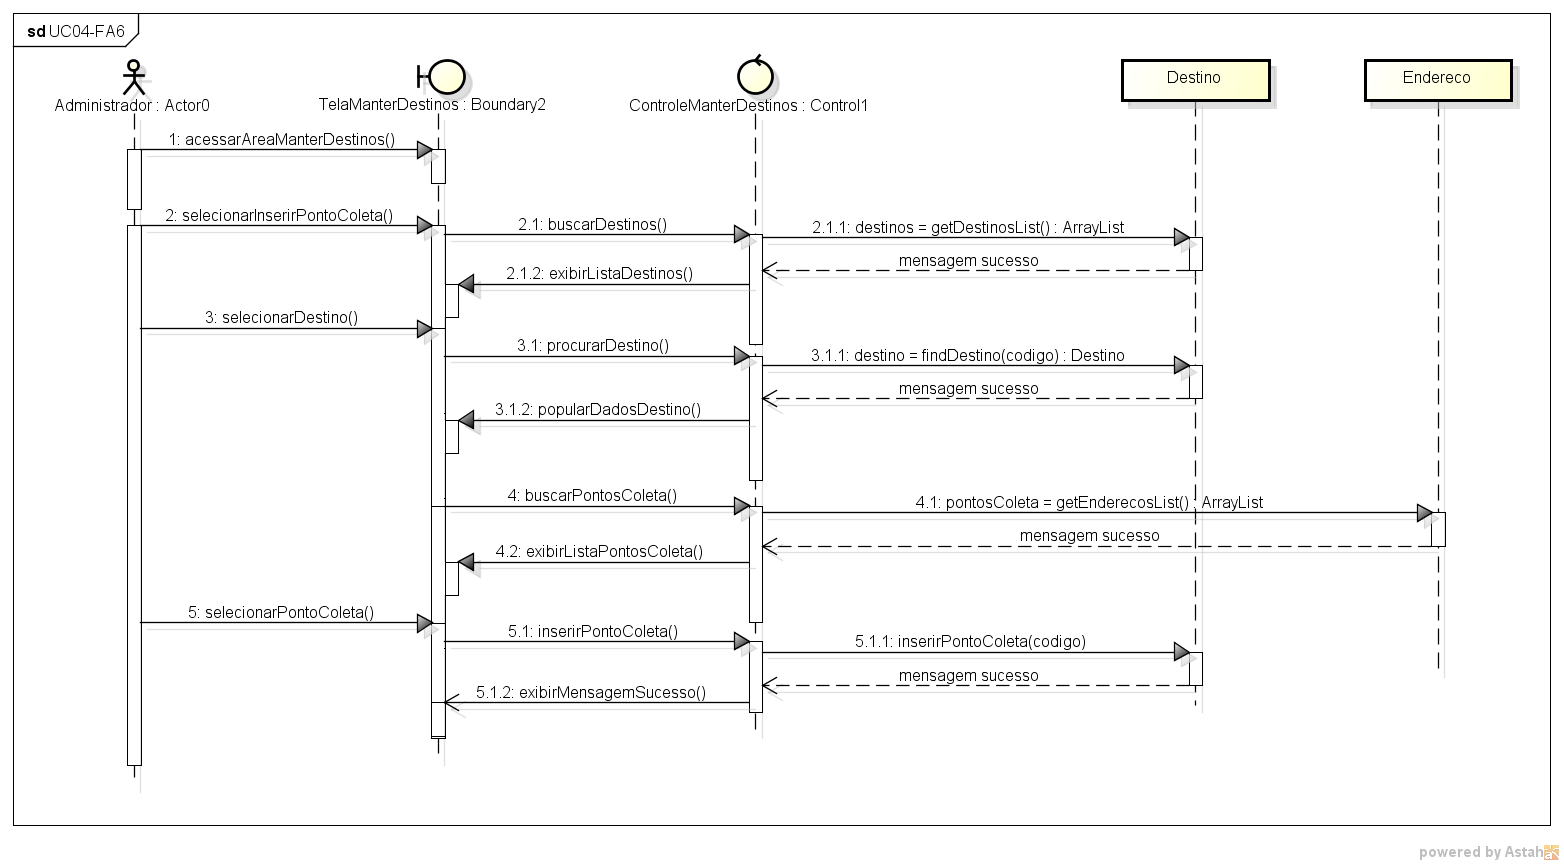 sd UC04-FA6
Administrador : Actor0
TelaManterDestinos : Boundary2
ControleManterDestinos : Control1
Destino
Endereco
1: acessarAreaManterDestinos()
2: selecionarInserirPontoColeta()
2.1: buscarDestinos()
2.1.1: destinos = getDestinosList() : ArrayList
mensagem sucesso
2.1.2: exibirListaDestinos()
3: selecionarDestino()
3.1: procurarDestino()
3.1.1: destino = findDestino(codigo) : Destino
mensagem sucesso
3.1.2: popularDadosDestino()
4: buscarPontosColeta()
4.1: pontosColeta = getEnderecosList() : ArrayList
mensagem sucesso
4.2: exibirListaPontosColeta()
5: selecionarPontoColeta()
5.1: inserirPontoColeta()
5.1.1: inserirPontoColeta(codigo)
mensagem sucesso
5.1.2: exibirMensagemSucesso()
powered by Astah